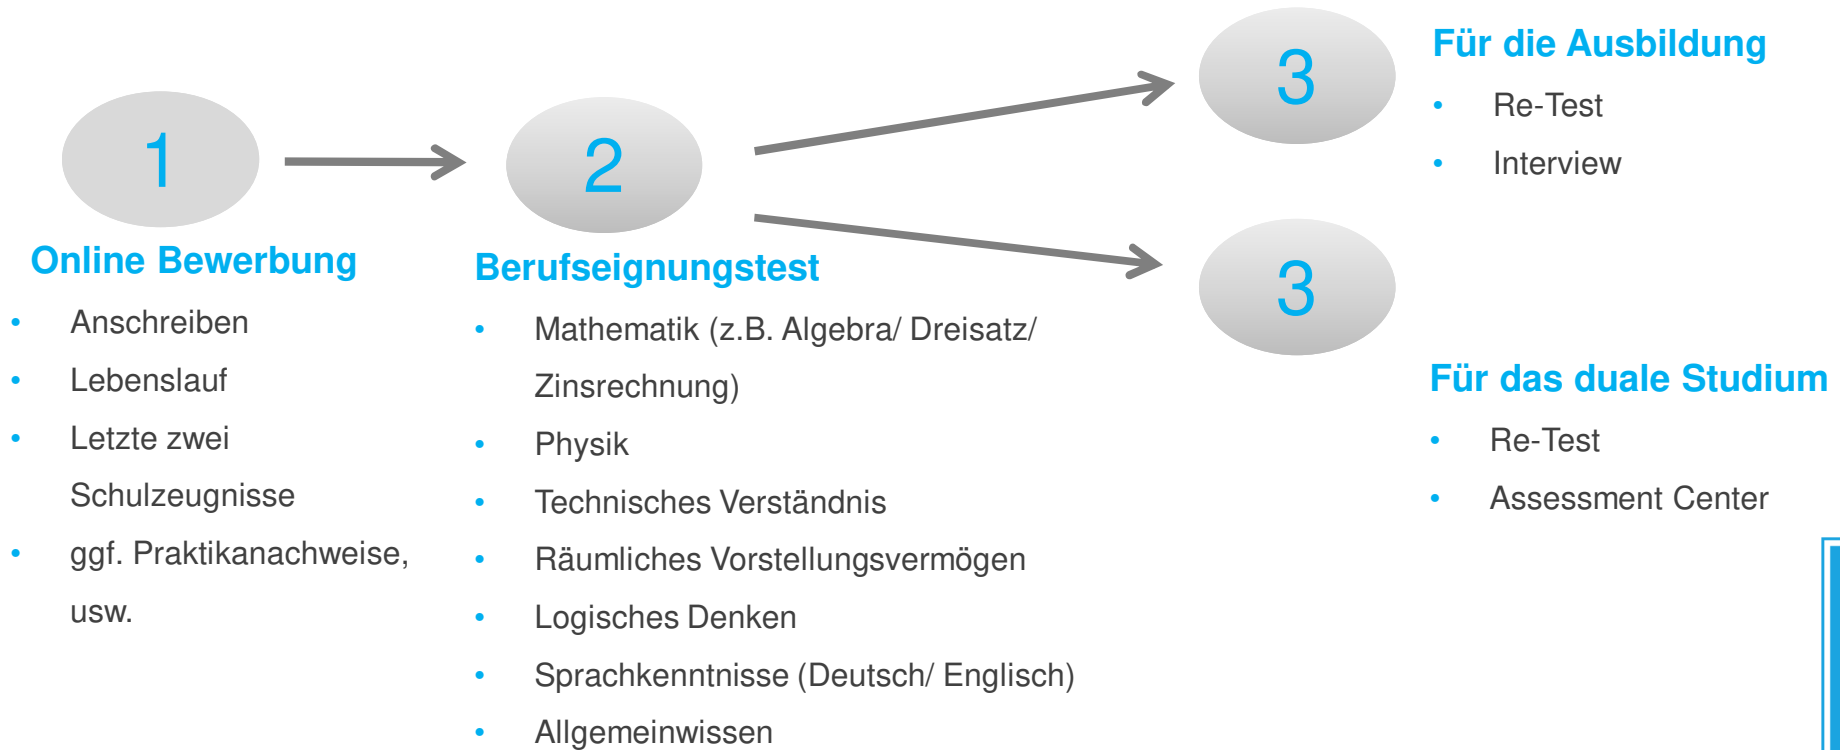 1
Online Bewerbung
• Anschreiben
• Lebenslauf
• Letzte zwei
Schulzeugnisse
• ggf. Praktikanachweise,
usw.
2
Berufseignungstest
• Mathematik (z.B. Algebra/ Dreisatz/
Zinsrechnung)
• Physik
• Technisches Verständnis
• Räumliches Vorstellungsvermögen
• Logisches Denken
• Sprachkenntnisse (Deutsch/ Englisch)
• Allgemeinwissen
3
Für die Ausbildung
• Re-Test
• Interview
3
Für das duale Studium
• Re-Test
• Assessment Center